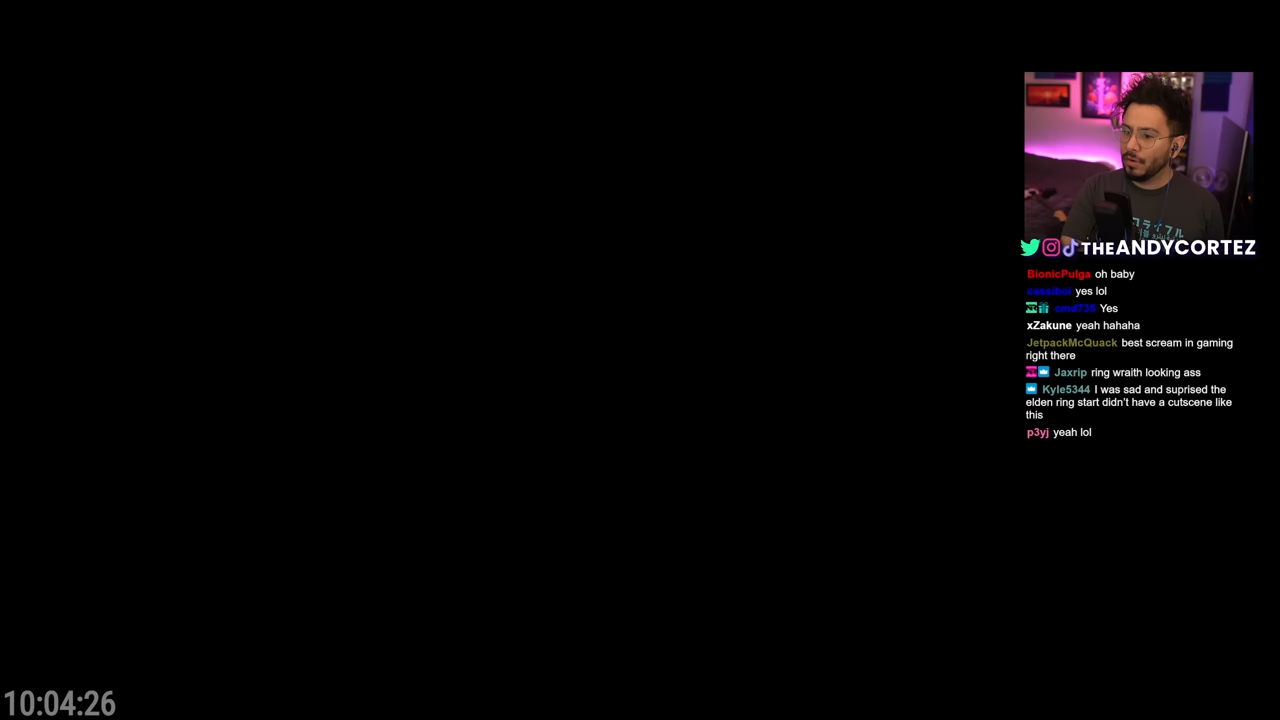 THEANDYCORTEZ
BionicPulga oh baby
cassiboi yes lol
cmd735 Yes
xZakune yeah hahaha
JetpackMcQuack best scream in gaming
right there
Jaxrip ring wraith looking ass
Kyle5344 I was sad and suprised the
elden ring start didn't have a cutscene like
this
p3yj yeah lol
10:04:26